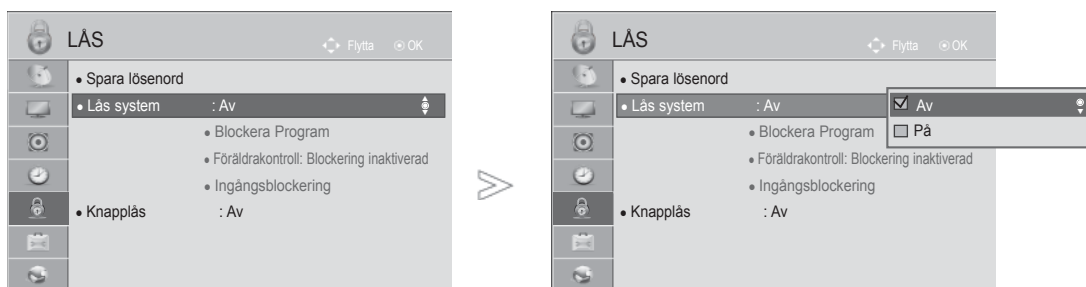 LÅS
Flytta OK
• Spara lösenord
• Lås system : Av
• Blockera Program
• Föräldrakontroll: Blockering inaktiverad
• Ingångsblockering
• Knapplås : Av
LÅS
Flytta OK
• Spara lösenord
• Lås system : Av
Av
På
• Blockera Program
• Föräldrakontroll: Blockering inaktiverad
• Ingångsblockering
• Knapplås : Av